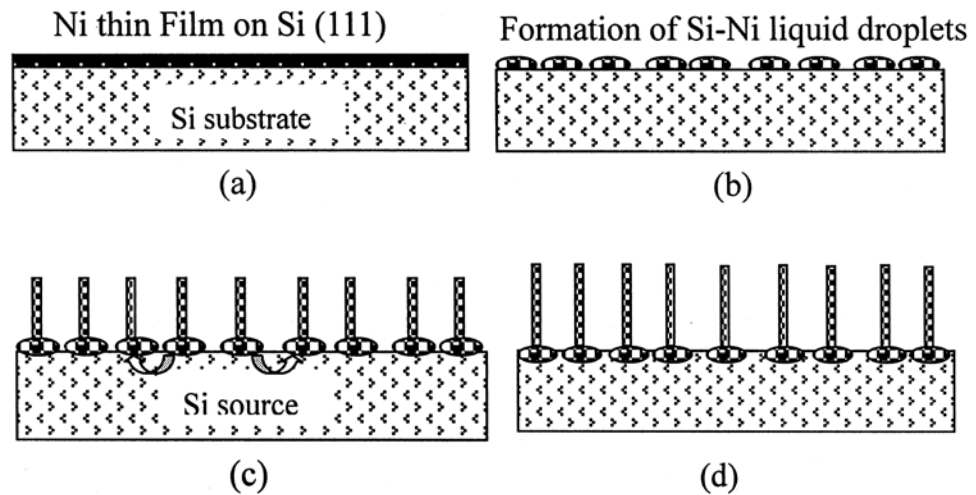 Ni thin Film on Si (111)
Formation of Si-Ni liquid droplets
Si substrate
(a)
(b)
Si source
(c)
(d)